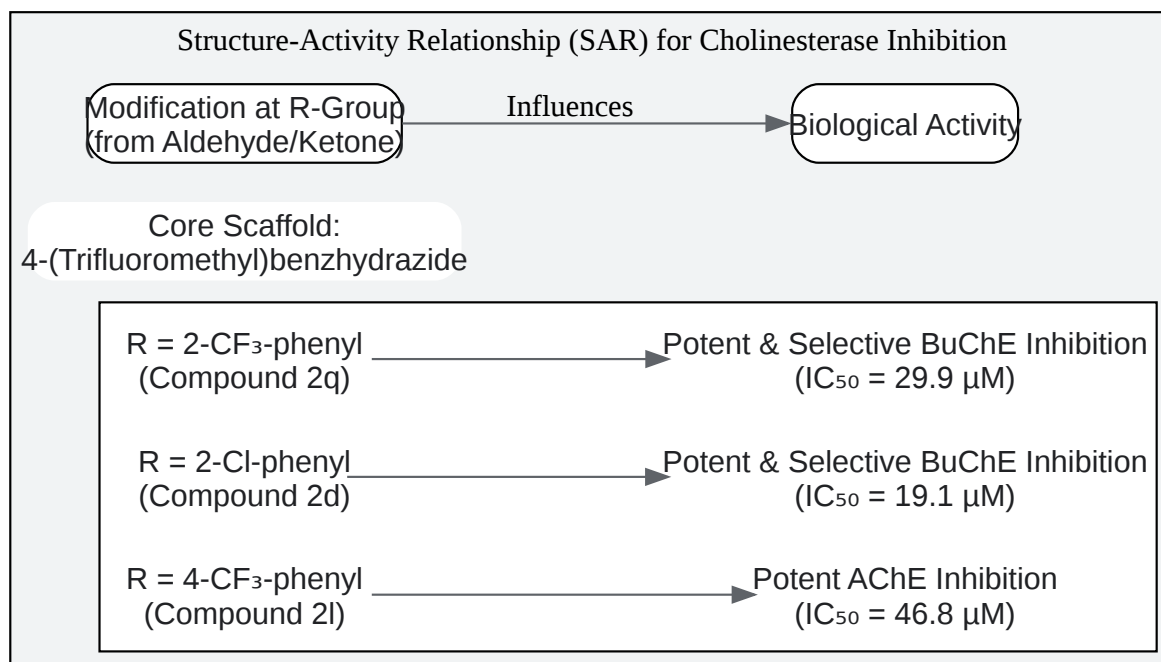 Structure-Activity Relationship (SAR) for Cholinesterase Inhibition
Modification at R-Group
(from Aldehyde/Ketone)
Influences
Biological Activity
Core Scaffold:
4-(Trifluoromethyl)benzhydrazide
R = 2-CF₃-phenyl
(Compound 2q)
Potent & Selective BuChE Inhibition
(IC₅₀ = 29.9 µM)
R = 2-Cl-phenyl
(Compound 2d)
Potent & Selective BuChE Inhibition
(IC₅₀ = 19.1 µM)
R = 4-CF₃-phenyl
(Compound 2l)
Potent AChE Inhibition
(IC₅₀ = 46.8 µM)